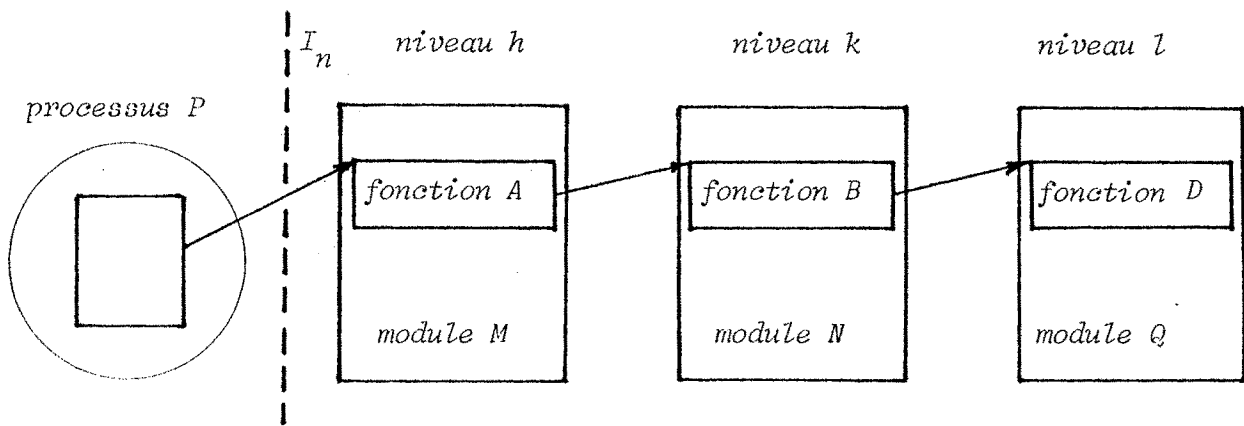 I_n
niveau h
niveau k
niveau l
processus P
fonction A
fonction B
fonction D
module M
module N
module Q